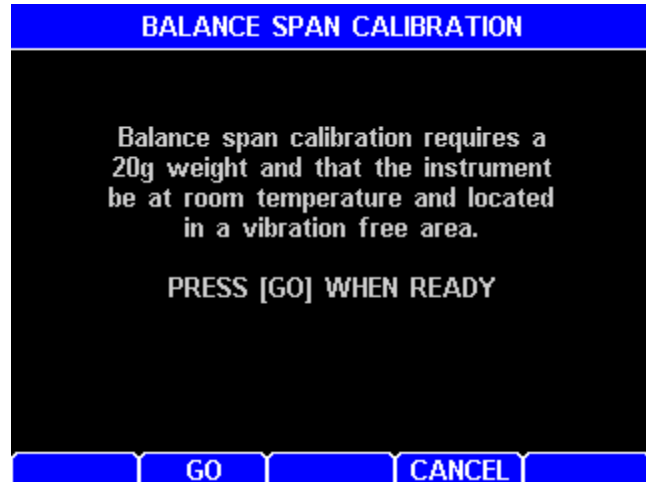 BALANCE SPAN CALIBRATION
Balance span calibration requires a
20g weight and that the instrument
be at room temperature and located
in a vibration free area.
PRESS [GO] WHEN READY
GO CANCEL